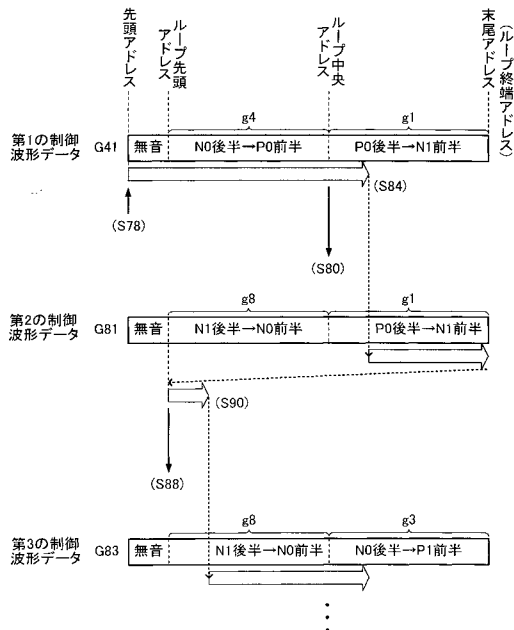 先頭アドレス
ループ先頭
アドレス
ループ中央
アドレス
末尾アドレス
(ループ終端アドレス)
g4
g1
第1の制御
波形データ
G41
無音
N0後半→P0前半
P0後半→N1前半
(S84)
(S78)
(S80)
g8
g1
第2の制御
波形データ
G81
無音
N1後半→N0前半
P0後半→N1前半
(S90)
(S88)
g8
g3
第3の制御
波形データ
G83
無音
N1後半→N0前半
N0後半→P1前半